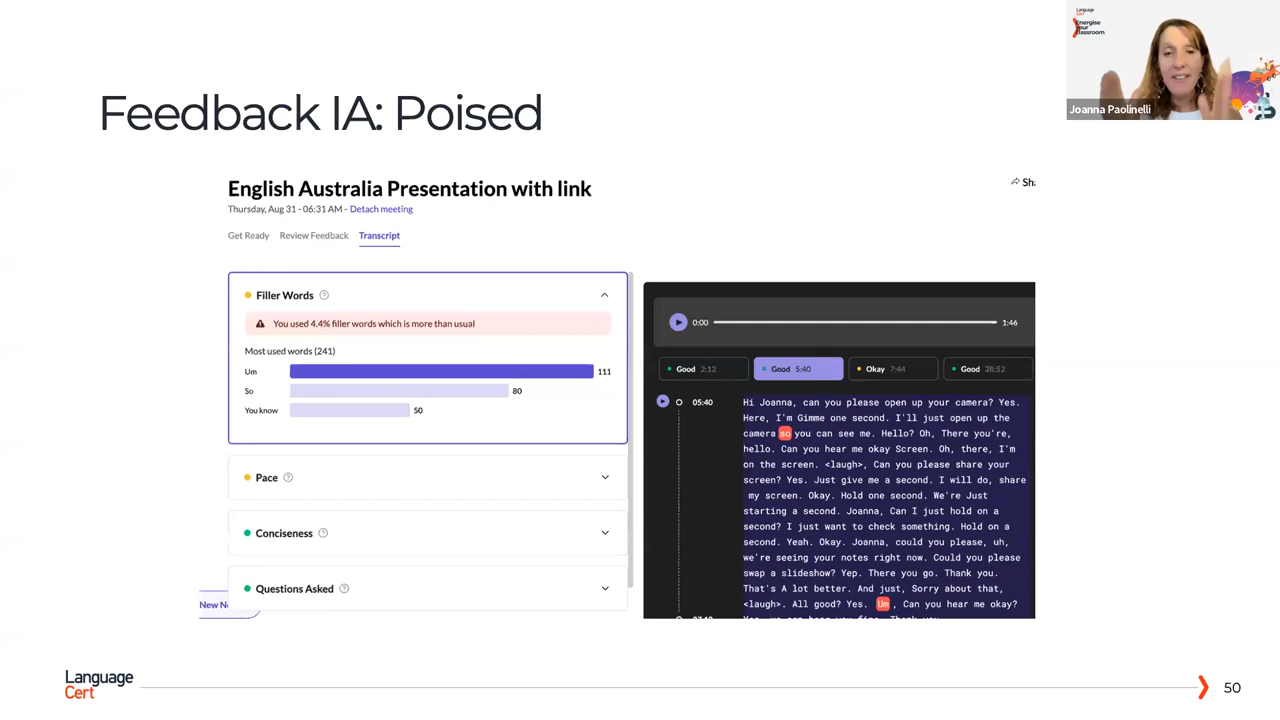 Language
Cert
Energise
your
classroom
Joanna Paolinelli
Feedback IA: Poised
English Australia Presentation with link
Thursday, Aug 31 - 06:31 AM - Detach meeting
Get Ready Review Feedback Transcript
Filler Words ?
You used 4.4% filler words which is more than usual
Most used words (241)
Um 111
So 80
You know 50
Pace ?
Conciseness ?
Questions Asked ?
0:00 1:46
Good 2:12 Good 5:40 Okay 7:44 Good 28:52
05:40
Hi Joanna, can you please open up your camera? Yes.
Here, I'm Gimme one second. I'll just open up the
camera so you can see me. Hello? Oh, There you're,
hello. Can you hear me okay Screen. Oh, there, I'm
on the screen. <laugh>, Can you please share your
screen? Yes. Just give me a second. I will do, share
my screen. Okay. Hold one second. We're Just
starting a second. Joanna, Can I just hold on a
second? I just want to check something. Hold on a
second. Yeah. Okay. Joanna, could you please, uh,
we're seeing your notes right now. Could you please
swap a slideshow? Yep. There you go. Thank you.
That's A lot better. And just, Sorry about that,
<laugh>. All good? Yes. Um , Can you hear me okay?
Language
Cert
50